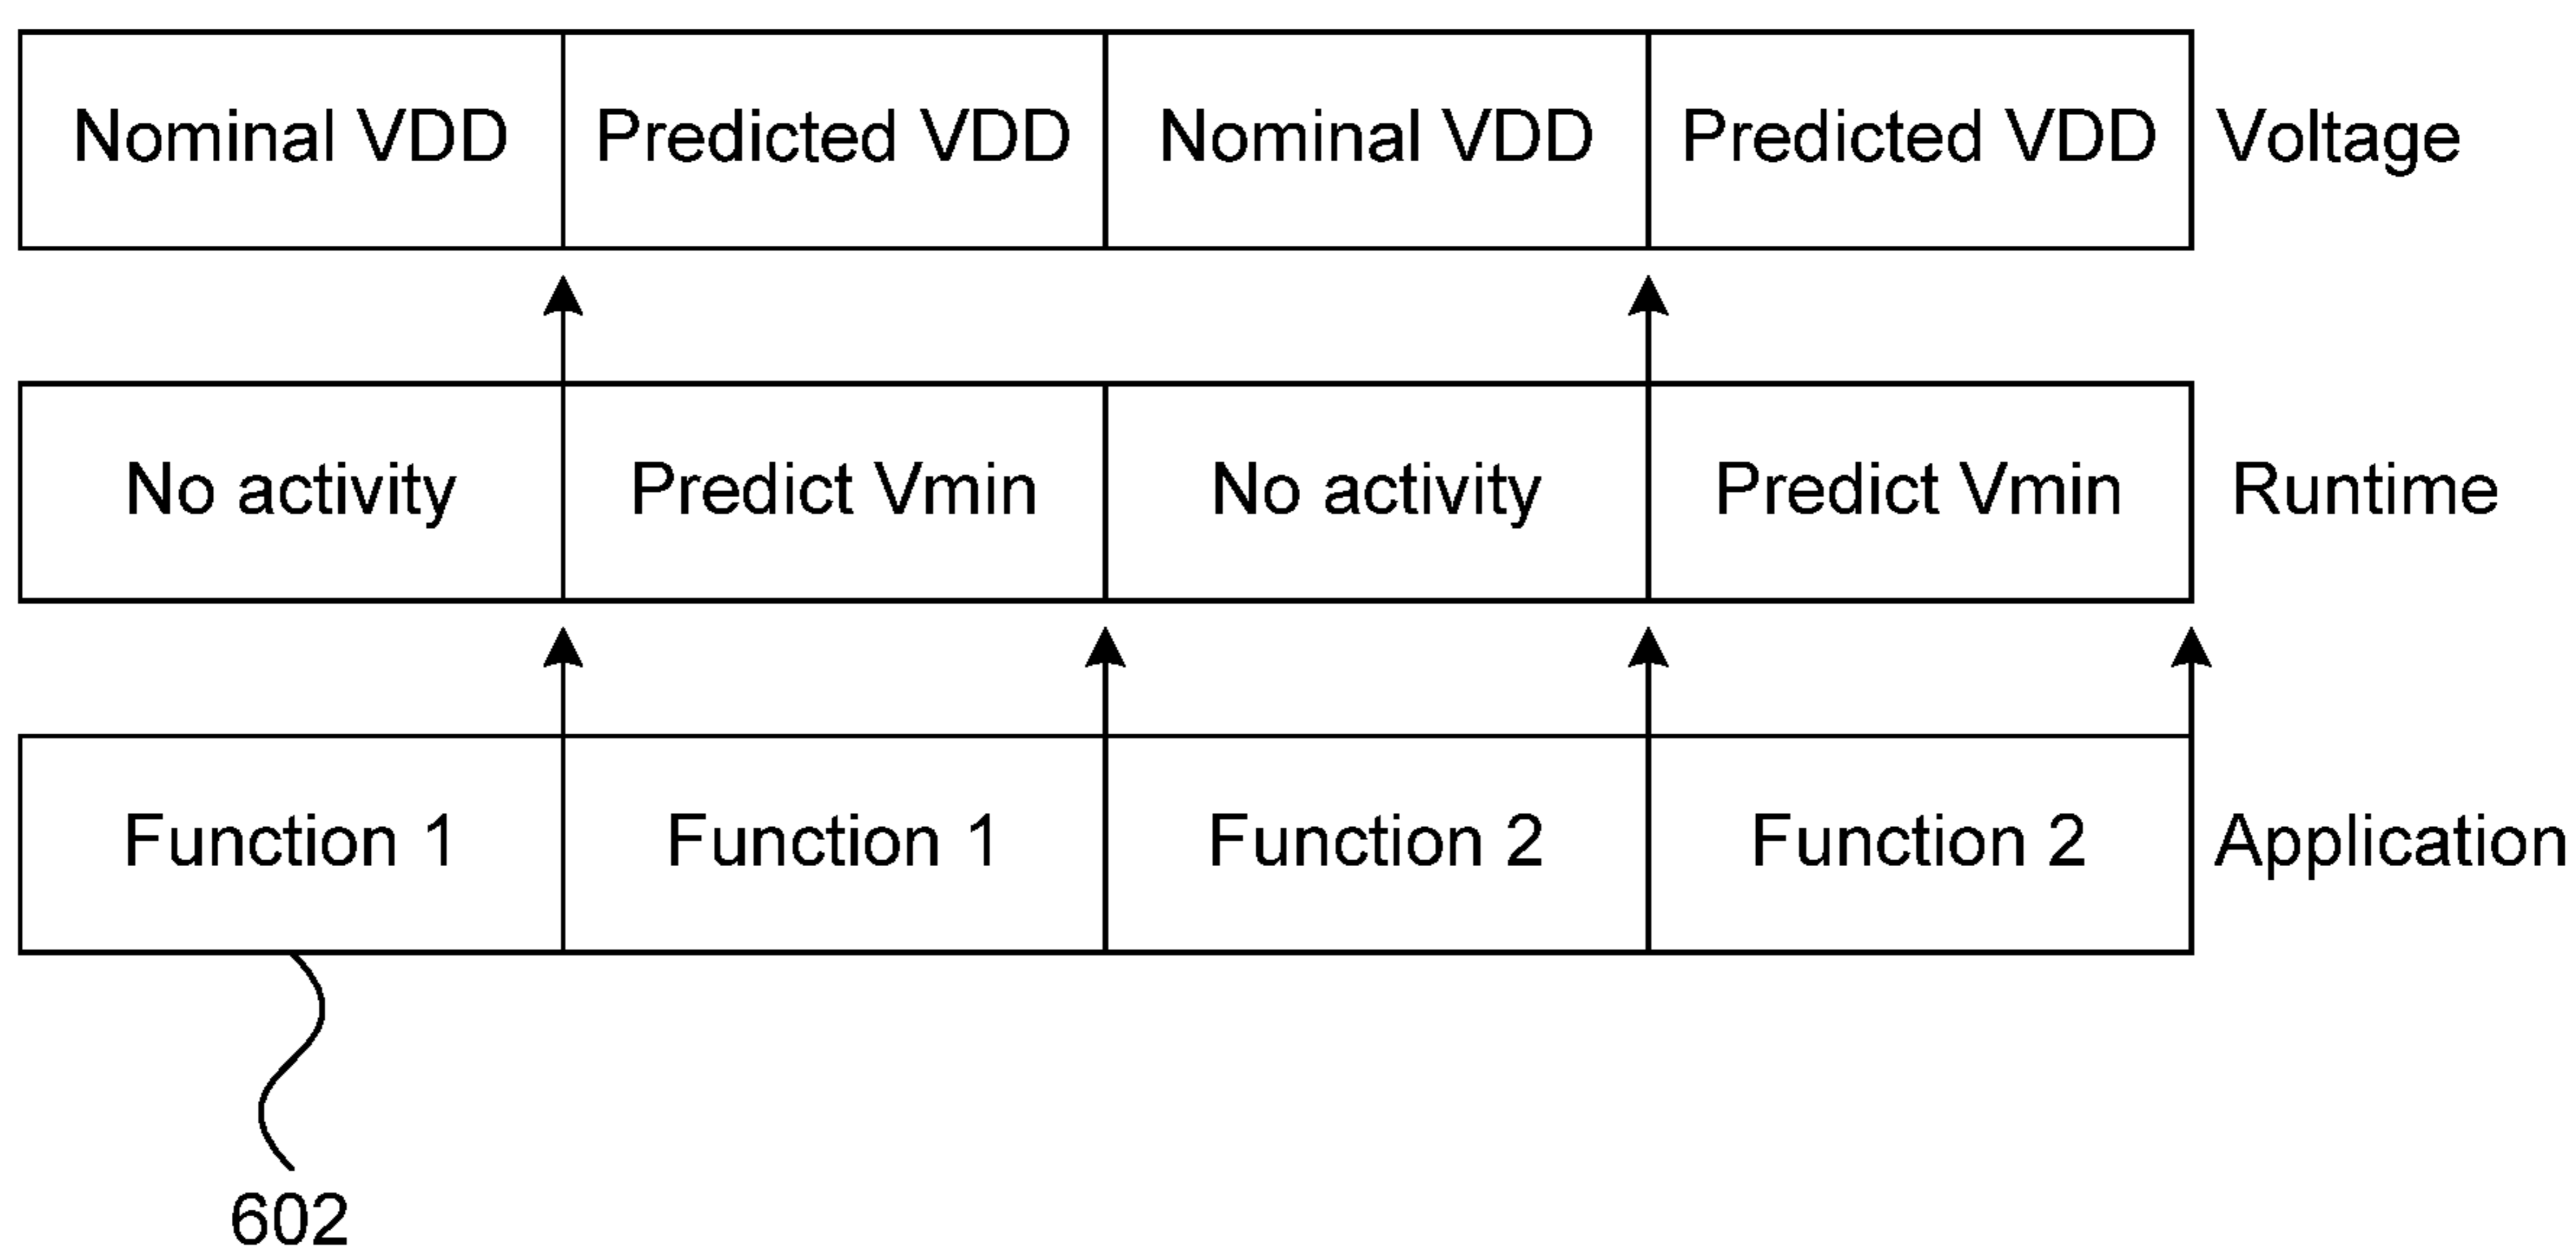 Nominal VDD Predicted VDD Nominal VDD Predicted VDD Voltage
No activity Predict Vmin No activity Predict Vmin Runtime
Function 1 Function 1 Function 2 Function 2 Application
602